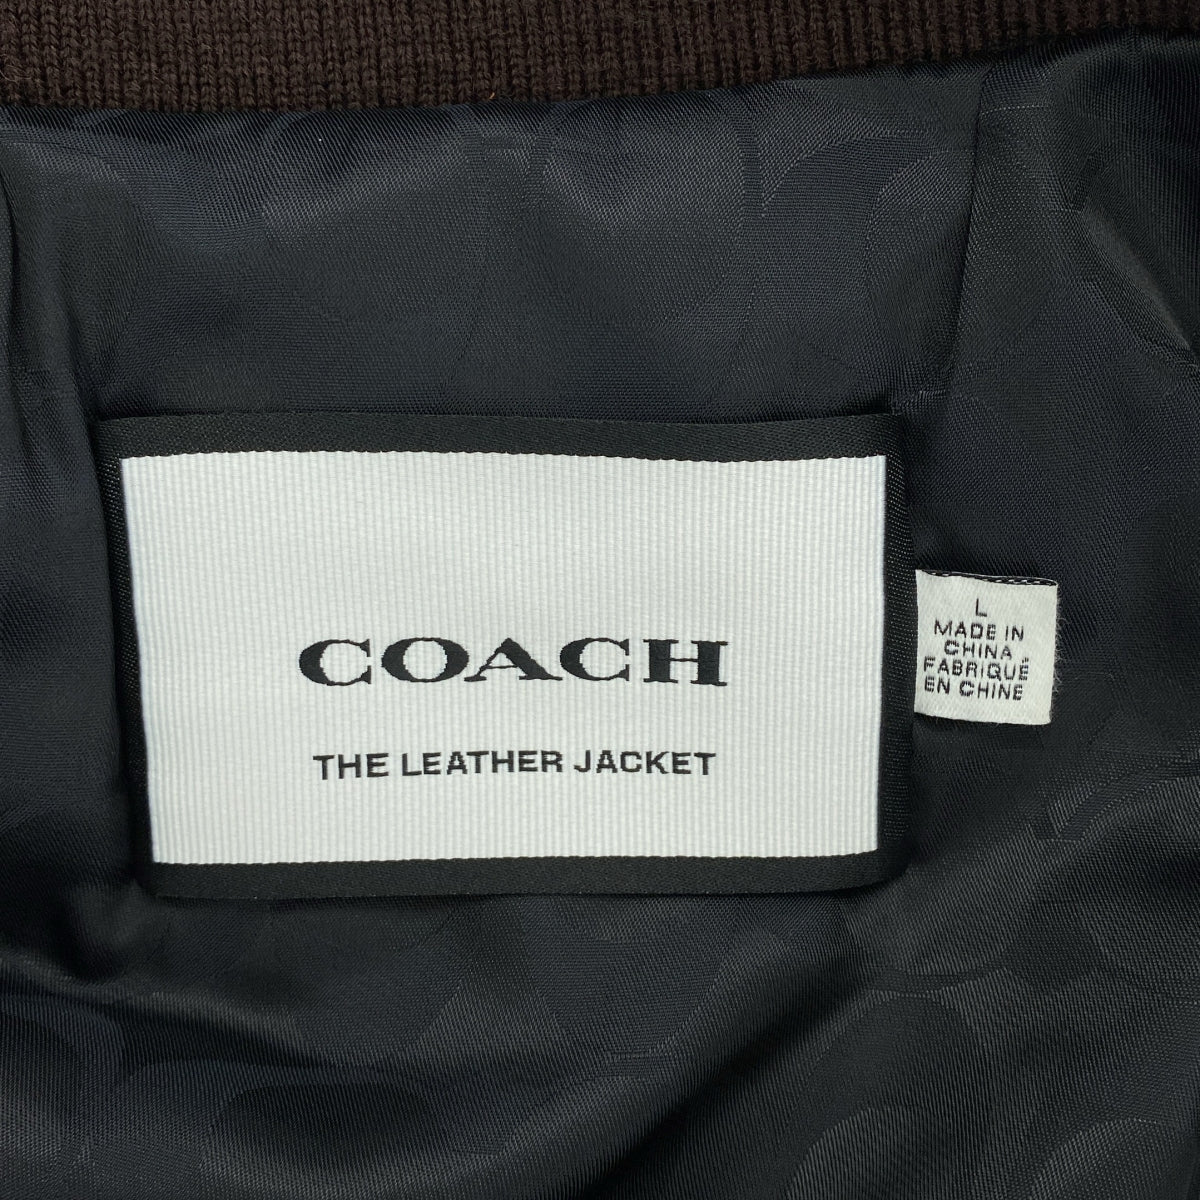 COACH
THE LEATHER JACKET
L
MADE IN
CHINA
FABRIQUÉ
EN CHINE